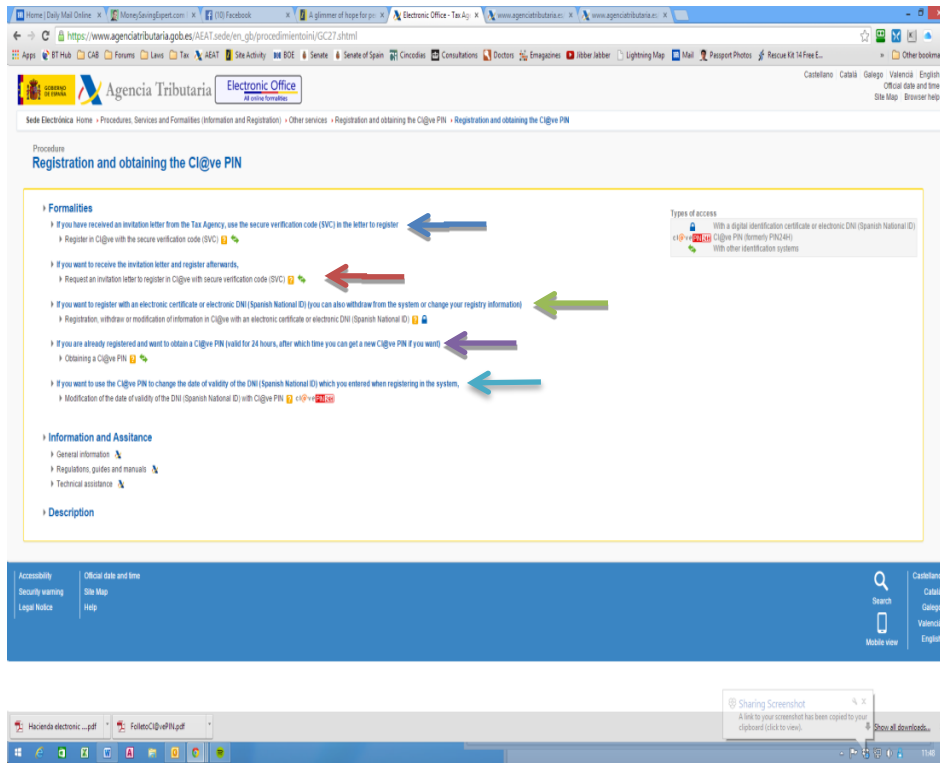 Home | Daily Mail Online
MoneySavingExpert.com
(10) Facebook
A glimmer of hope for pe
Electronic Office - Tax Ag
www.agenciatributaria.es
www.agenciatributaria.es
https://www.agenciatributaria.gob.es/AEAT.sede/en_gb/procedimientoini/GC27.shtml
Apps BT Hub CAB Forums Laws Tax AEAT Site Activity BOE Senate Senate of Spain Cincodias Consultations Doctors Emagazines Jibber Jabber Lightning Map Passport Photos Rescue Kit 14 Free E... » Other bookma
Castellano Català Galego Valencià English
GOBIERNO DE ESPAÑA
Agencia Tributaria
Electronic Office
All online formalities
Official date and time
Site Map Browser help
Sede Electrónica Home Procedures, Services and Formalities (Information and Registration) Other services Registration and obtaining the Cl@ve PIN Registration and obtaining the Cl@ve PIN
Procedure
Registration and obtaining the Cl@ve PIN
Formalities
If you have received an invitation letter from the Tax Agency, use the secure verification code (SVC) in the letter to register
Register in Cl@ve with the secure verification code (SVC) ?
If you want to receive the invitation letter and register afterwards,
Request an invitation letter to register in Cl@ve with secure verification code (SVC) ?
If you want to register with an electronic certificate or electronic DNI (Spanish National ID) (you can also withdraw from the system or change your registry information)
Registration, withdraw or modification of information in Cl@ve with an electronic certificate or electronic DNI (Spanish National ID) ?
If you are already registered and want to obtain a Cl@ve PIN (valid for 24 hours, after which time you can get a new Cl@ve PIN if you want)
Obtaining a Cl@ve PIN ?
If you want to use the Cl@ve PIN to change the date of validity of the DNI (Spanish National ID) which you entered when registering in the system,
Modification of the date of validity of the DNI (Spanish National ID) with Cl@ve PIN ? cl@ve PIN24H
Types of access
With a digital identification certificate or electronic DNI (Spanish National ID)
cl@ve PIN24H Cl@ve PIN (formerly PIN24H)
With other identification systems
Information and Assitance
General information
Regulations, guides and manuals
Technical assistance
Description
Accessibility
Security warning
Legal Notice
Official date and time
Site Map
Help
Search
Mobile view
Castellano
Català
Galego
Valencià
English
Sharing Screenshot
A link to your screenshot has been copied to your
clipboard (click to view).
Hacienda electronic ....pdf
FolletoCl@vePIN.pdf
Show all downloads...
11:48